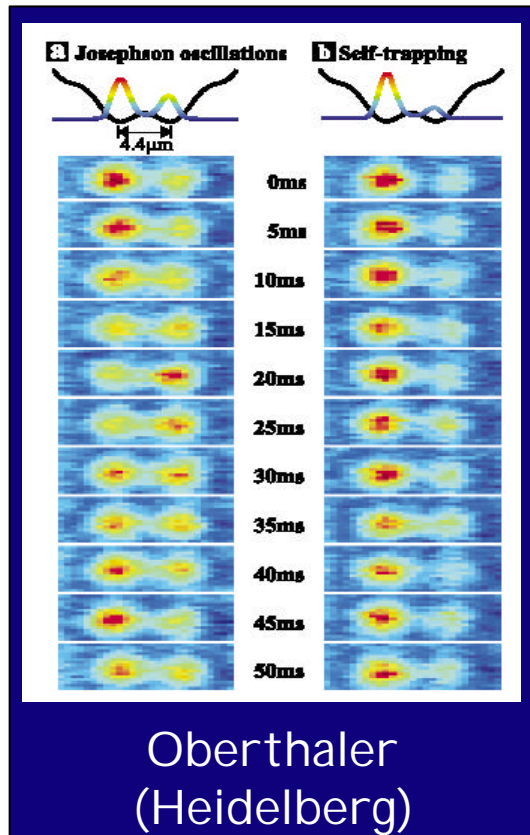 a Josephson oscillations b Self-trapping
4.4μm
0ms
5ms
10ms
15ms
20ms
25ms
30ms
35ms
40ms
45ms
50ms
Oberthaler
(Heidelberg)